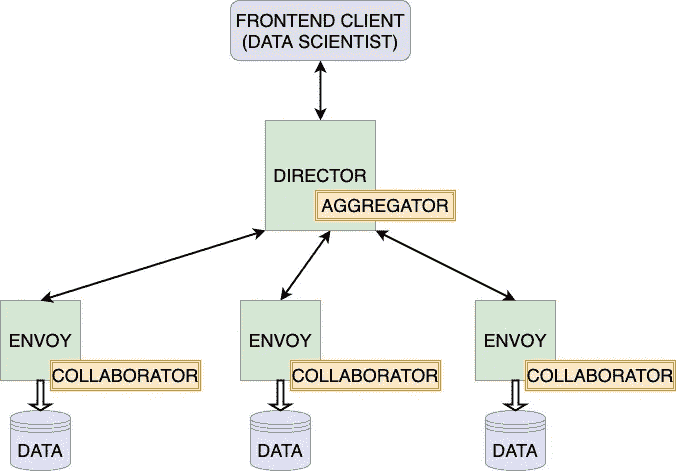 FRONTEND CLIENT
(DATA SCIENTIST)
DIRECTOR
AGGREGATOR
ENVOY
ENVOY
ENVOY
COLLABORATOR
COLLABORATOR
COLLABORATOR
DATA
DATA
DATA